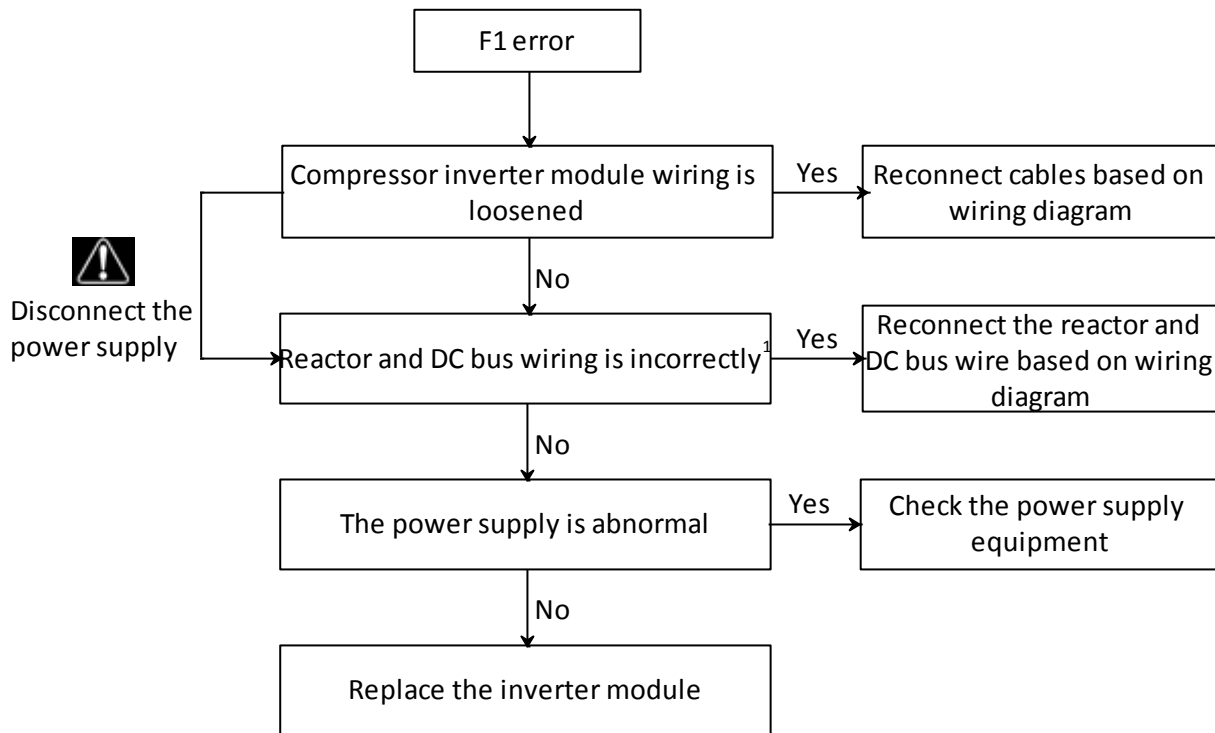 F1 error
Compressor inverter module wiring is
loosened
Yes
Reconnect cables based on
wiring diagram
No
Disconnect the
power supply
Reactor and DC bus wiring is incorrectly1
Yes
Reconnect the reactor and
DC bus wire based on wiring
diagram
No
The power supply is abnormal
Yes
Check the power supply
equipment
No
Replace the inverter module